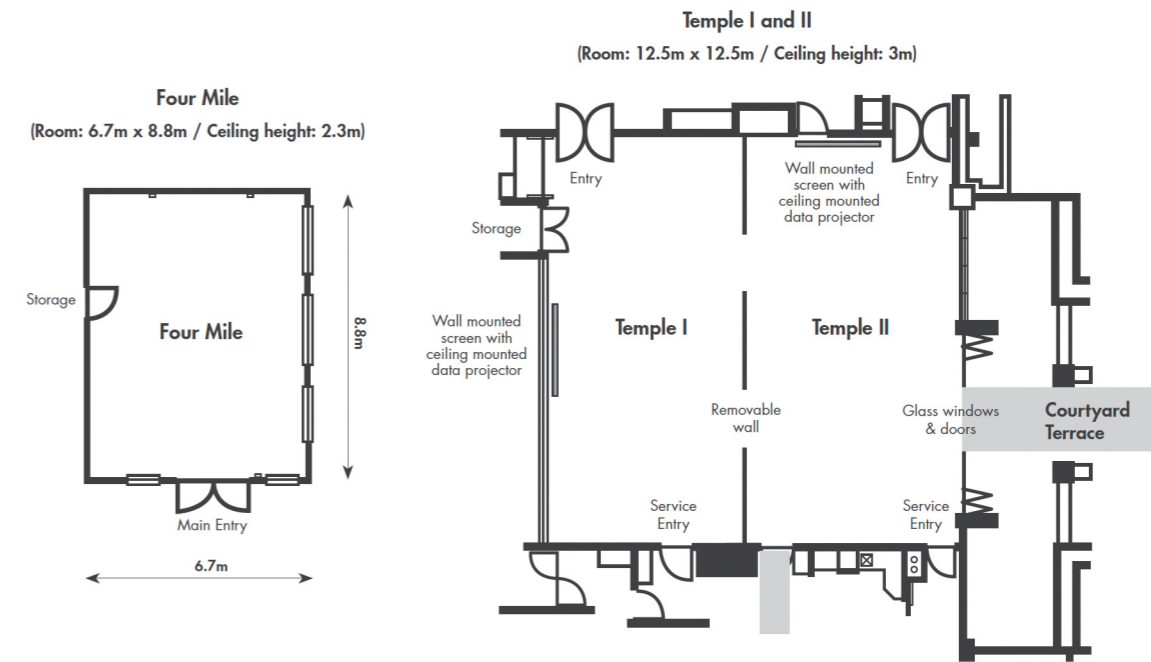 Temple I and II
(Room: 12.5m x 12.5m / Ceiling height: 3m)
Four Mile
(Room: 6.7m x 8.8m / Ceiling height: 2.3m)
Storage
Four Mile
8.8m
Main Entry
6.7m
Entry
Wall mounted
screen with
ceiling mounted
data projector
Entry
Storage
Wall mounted
screen with
ceiling mounted
data projector
Temple I
Temple II
Removable
wall
Glass windows
& doors
Courtyard
Terrace
Service
Entry
Service
Entry